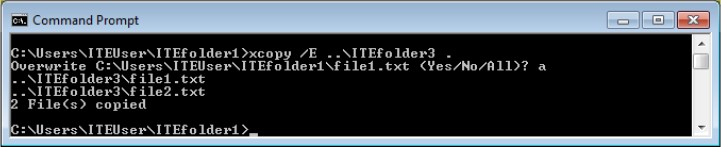 Command Prompt
C:\Users\ITEUser\ITEfolder1>xcopy /E ..\ITEfolder3 .
Overwrite C:\Users\ITEUser\ITEfolder1\file1.txt (Yes/No/All)? a
..\ITEfolder3\file1.txt
..\ITEfolder3\file2.txt
2 File(s) copied
C:\Users\ITEUser\ITEfolder1>_